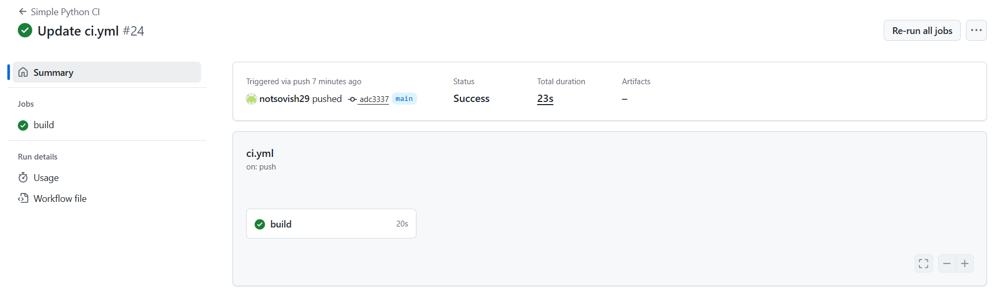 Simple Python CI
Update ci.yml #24
Re-run all jobs
Summary
Jobs
build
Run details
Usage
Workflow file
Triggered via push 7 minutes ago
notsovish29 pushed adc3337 main
Status
Success
Total duration
23s
Artifacts
–
ci.yml
on: push
build 20s